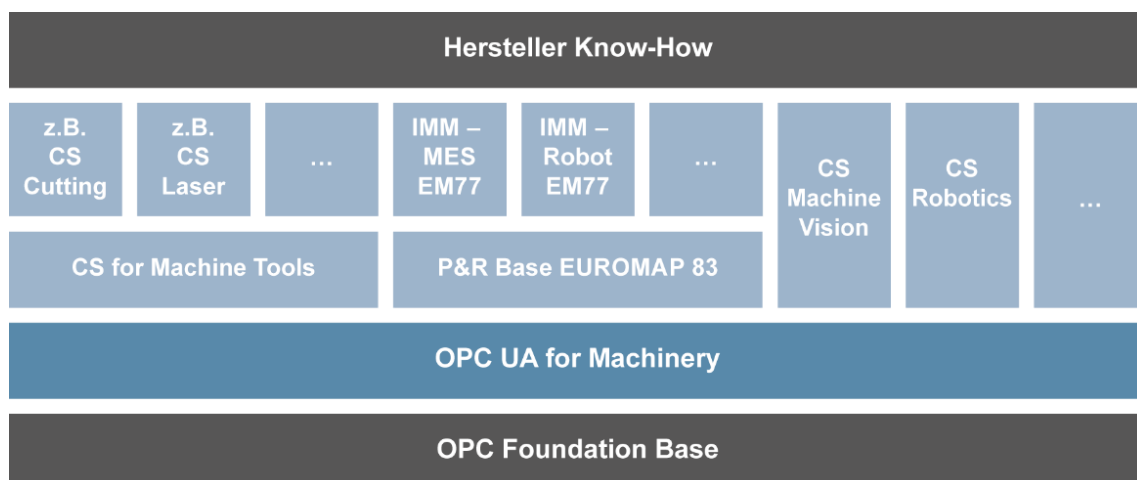 Hersteller Know-How
z.B.
CS
Cutting
z.B.
CS
Laser
...
IMM –
MES
EM77
IMM –
Robot
EM77
...
CS
Machine
Vision
CS
Robotics
...
CS for Machine Tools
P&R Base EUROMAP 83
OPC UA for Machinery
OPC Foundation Base